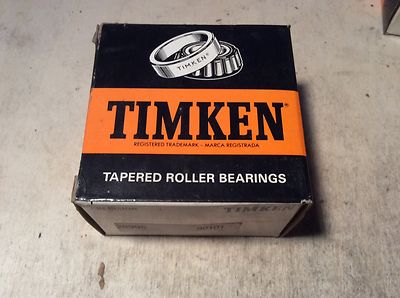 TIMKEN®
TIMKEN®
REGISTERED TRADEMARK – MARCA REGISTRADA
TAPERED ROLLER BEARINGS
TIMKEN